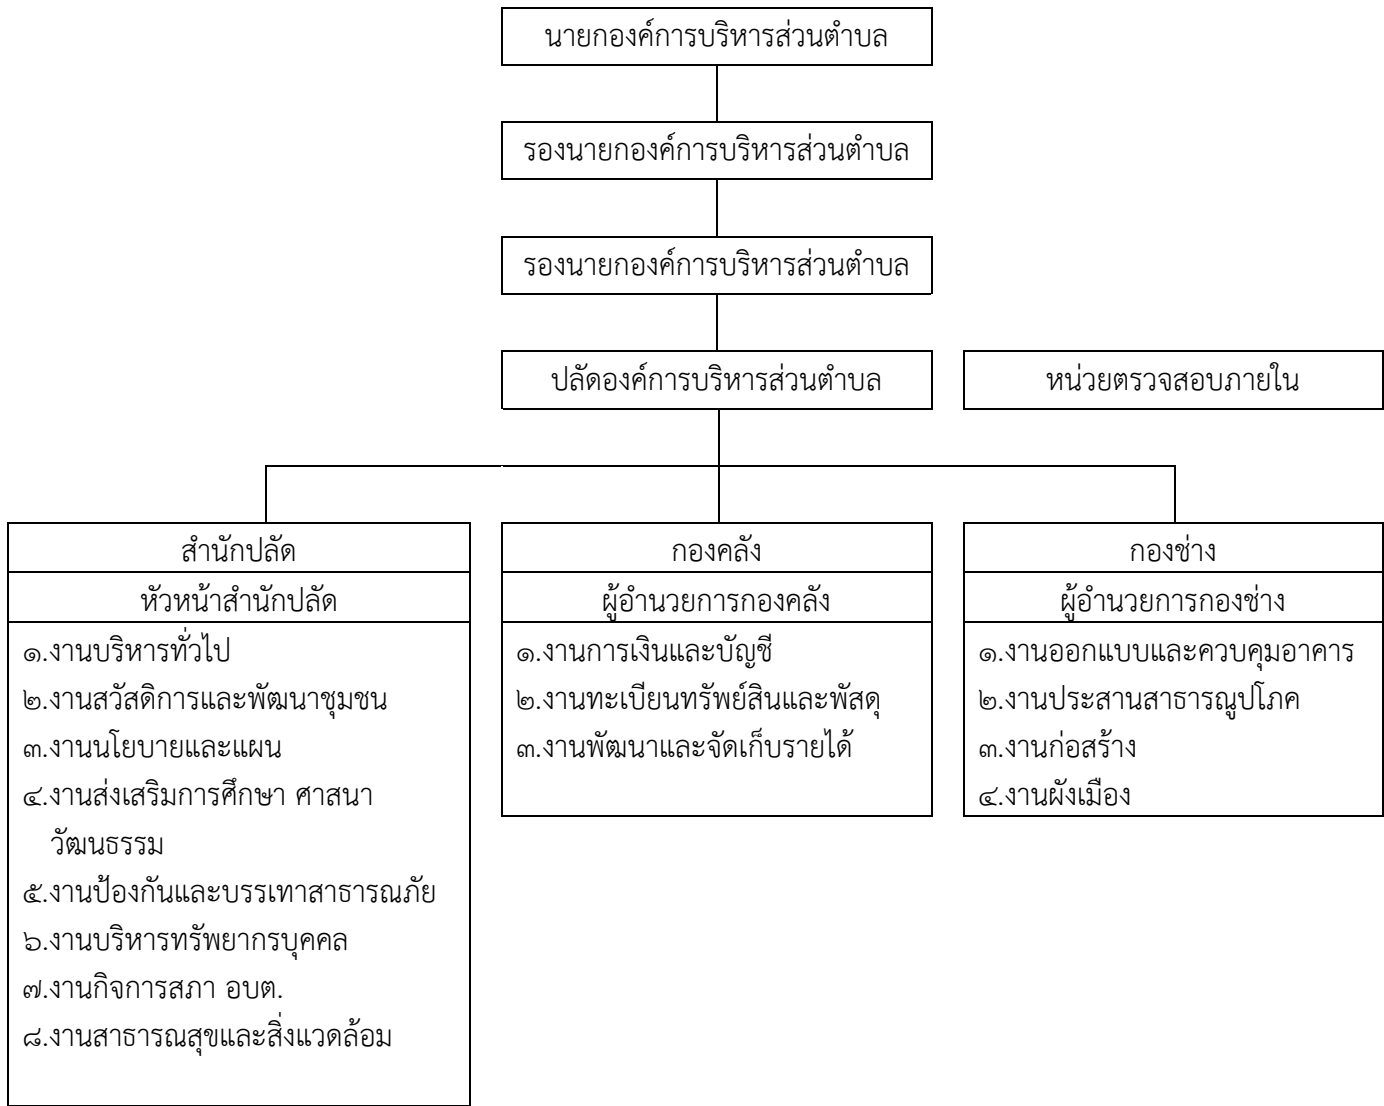 นายกองค์การบริหารส่วนตำบล
รองนายกองค์การบริหารส่วนตำบล
รองนายกองค์การบริหารส่วนตำบล
ปลัดองค์การบริหารส่วนตำบล
หน่วยตรวจสอบภายใน
สำนักปลัด
หัวหน้าสำนักปลัด
๑.งานบริหารทั่วไป
๒.งานสวัสดิการและพัฒนาชุมชน
๓.งานนโยบายและแผน
๔.งานส่งเสริมการศึกษา ศาสนา
วัฒนธรรม
๕.งานป้องกันและบรรเทาสาธารณภัย
๖.งานบริหารทรัพยากรบุคคล
๗.งานกิจการสภา อบต.
๘.งานสาธารณสุขและสิ่งแวดล้อม
กองคลัง
ผู้อำนวยการกองคลัง
๑.งานการเงินและบัญชี
๒.งานทะเบียนทรัพย์สินและพัสดุ
๓.งานพัฒนาและจัดเก็บรายได้
กองช่าง
ผู้อำนวยการกองช่าง
๑.งานออกแบบและควบคุมอาคาร
๒.งานประสานสาธารณูปโภค
๓.งานก่อสร้าง
๔.งานผังเมือง